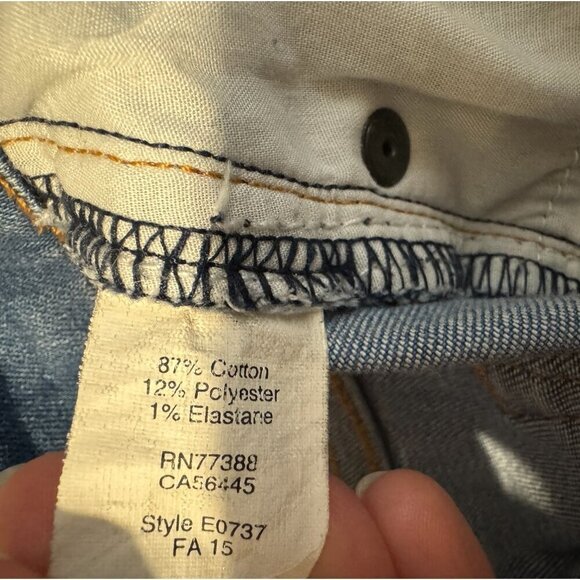 87% Cotton
12% Polyester
1% Elastane
RN77388
CA56445
Style E0737
FA 15